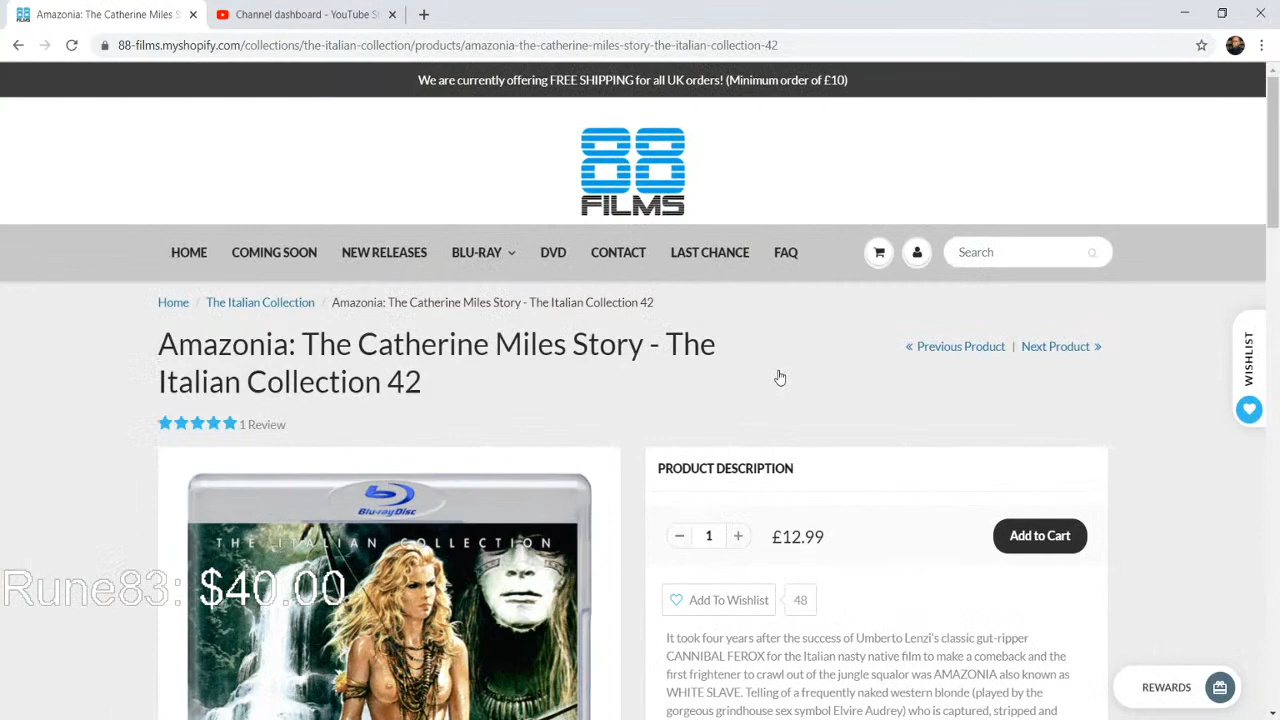 Amazonia: The Catherine Miles S
Channel dashboard - YouTube St
88-films.myshopify.com/collections/the-italian-collection/products/amazonia-the-catherine-miles-story-the-italian-collection-42
We are currently offering FREE SHIPPING for all UK orders! (Minimum order of £10)
88
FILMS
HOME COMING SOON NEW RELEASES BLU-RAY DVD CONTACT LAST CHANCE FAQ Search
Home / The Italian Collection / Amazonia: The Catherine Miles Story - The Italian Collection 42
Amazonia: The Catherine Miles Story - The
Italian Collection 42
« Previous Product | Next Product »
WISHLIST
1 Review
PRODUCT DESCRIPTION
Blu-ray Disc
THE ITALIAN COLLECTION
− 1 + £12.99 Add to Cart
Rune83: $40.00
Add To Wishlist 48
It took four years after the success of Umberto Lenzi's classic gut-ripper
CANNIBAL FEROX for the Italian nasty native film to make a comeback and the
first frightener to crawl out of the jungle squalor was AMAZONIA also known as
WHITE SLAVE. Telling of a frequently naked western blonde (played by the
gorgeous grindhouse sex symbol Elvire Audrey) who is captured, stripped and
REWARDS